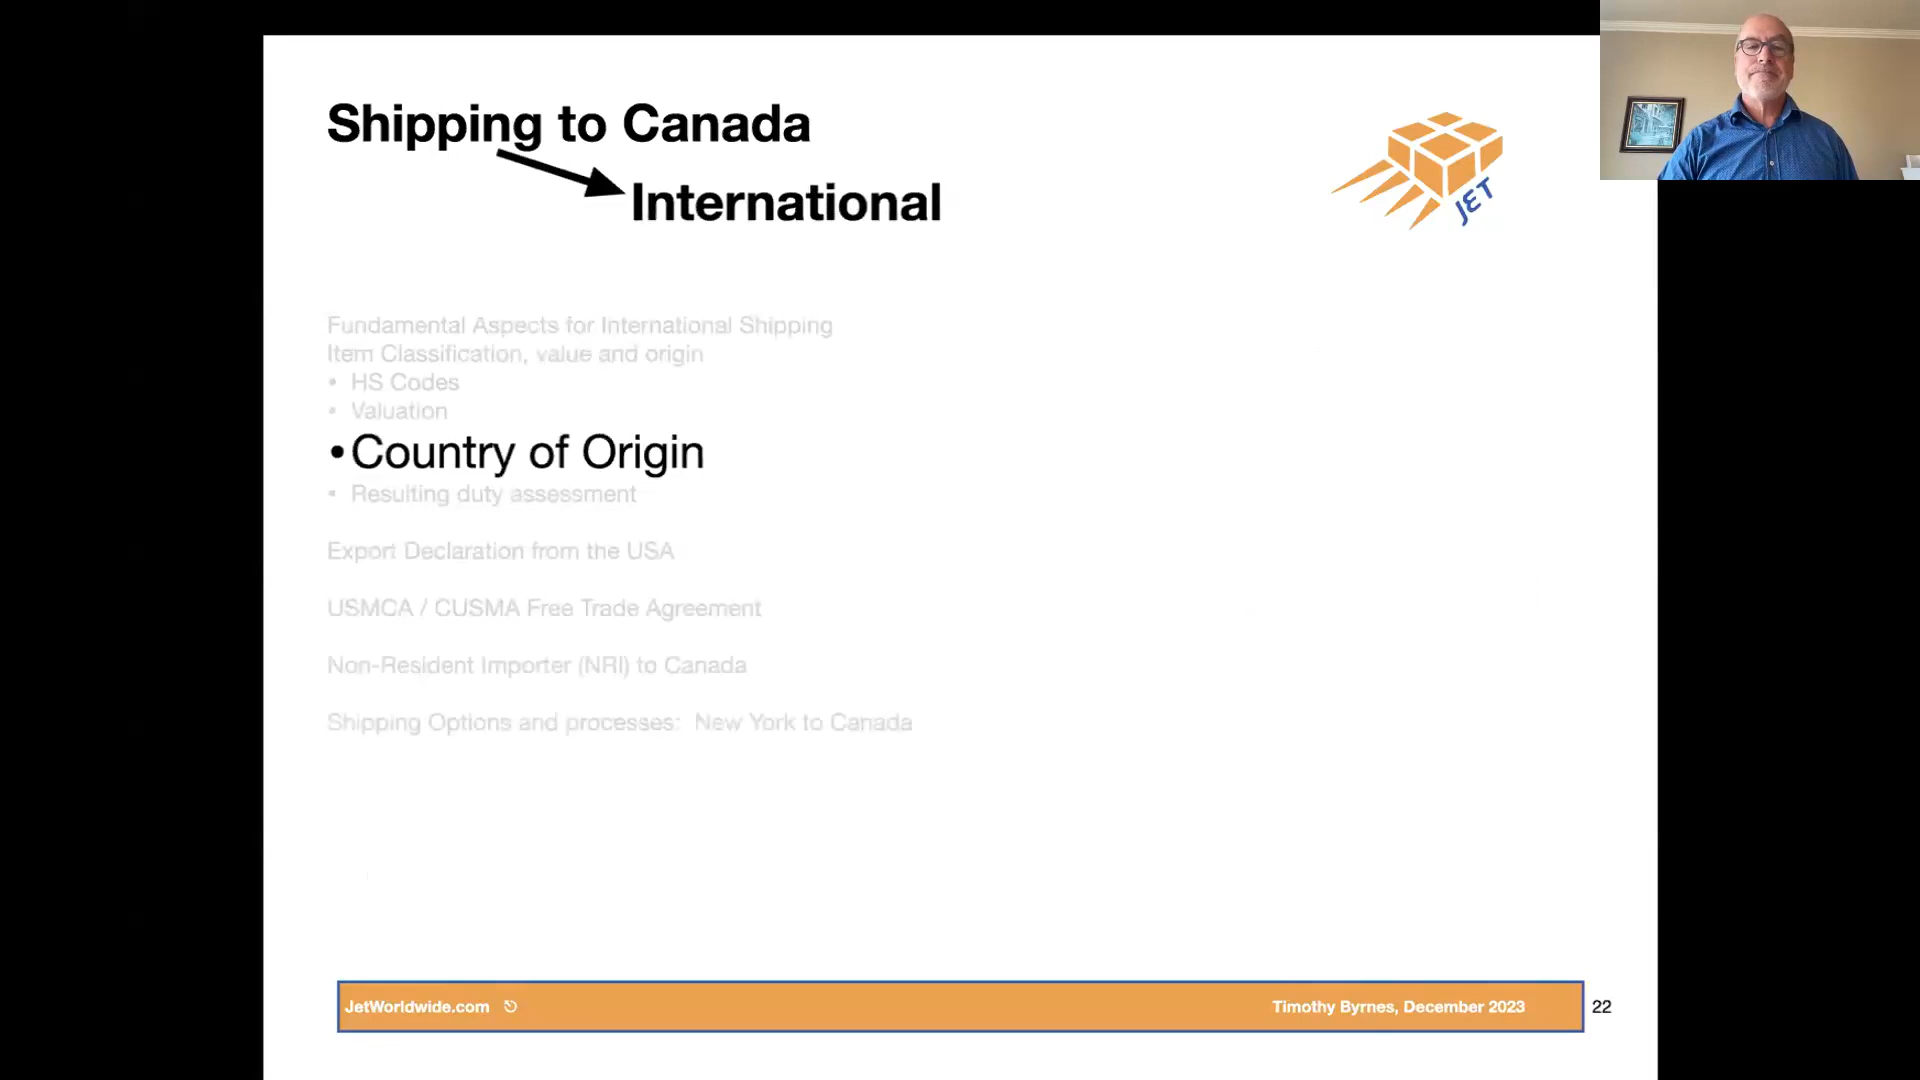 Shipping to Canada
International
JET
Fundamental Aspects for International Shipping
Item Classification, value and origin
• HS Codes
• Valuation
• Country of Origin
• Resulting duty assessment
Export Declaration from the USA
USMCA / CUSMA Free Trade Agreement
Non-Resident Importer (NRI) to Canada
Shipping Options and processes: New York to Canada
JetWorldwide.com
Timothy Byrnes, December 2023
22